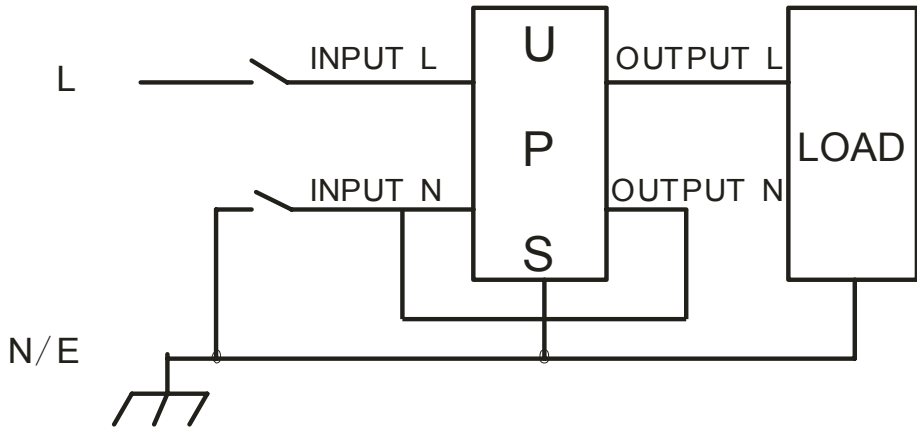 L
INPUT L
U
P
S
OUTPUT L
LOAD
INPUT N
OUTPUT N
N/E